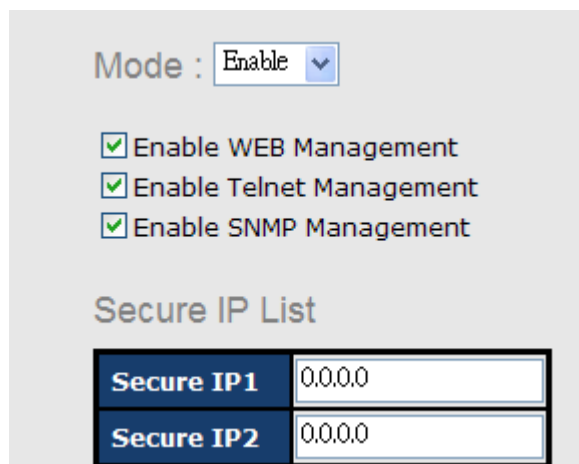 Mode : Enable
Enable WEB Management
Enable Telnet Management
Enable SNMP Management
Secure IP List
Secure IP1 0.0.0.0
Secure IP2 0.0.0.0